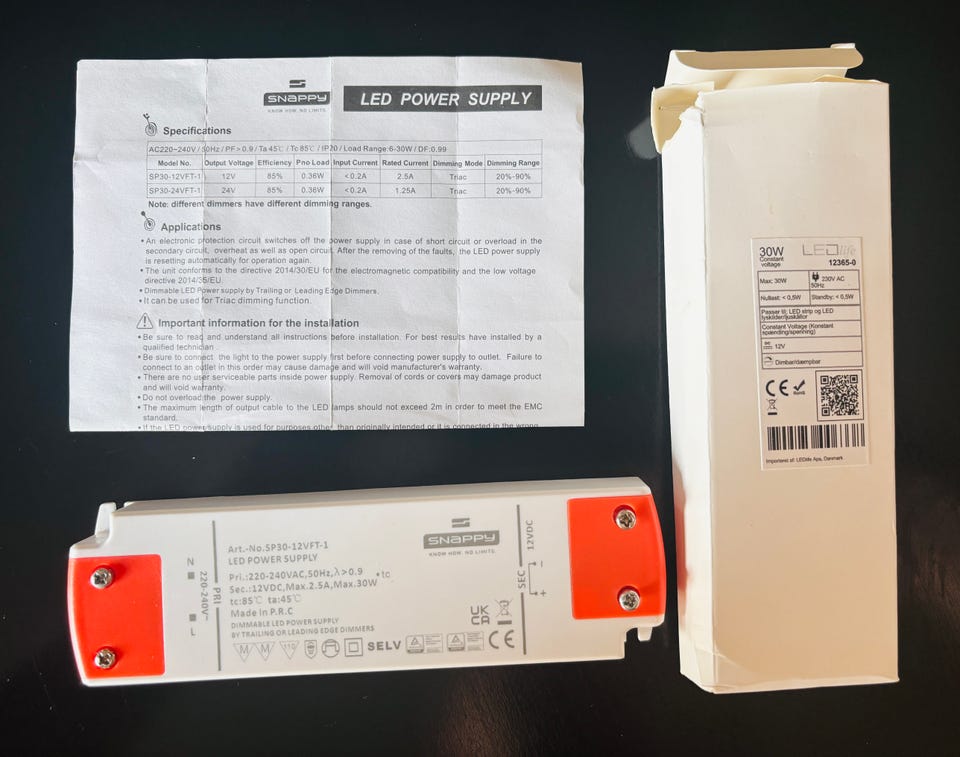 SNAPPY
KNOW HOW. NO LIMITS.
LED POWER SUPPLY
Specifications
AC220~240V / 50Hz / PF＞0.9 / Ta 45℃ / Tc 85℃ / IP20 / Load Range:6-30W / DF:0.99
Model No. Output Voltage Efficiency Pno Load Input Current Rated Current Dimming Mode Dimming Range
SP30-12VFT-1 12V 85% 0.36W <0.2A 2.5A Triac 20%~90%
SP30-24VFT-1 24V 85% 0.36W <0.2A 1.25A Triac 20%~90%
Note: different dimmers have different dimming ranges.
Applications
• An electronic protection circuit switches off the power supply in case of short circuit or overload in the
secondary circuit, overheat as well as open circuit. After the removing of the faults, the LED power supply
is resetting automatically for operation again.
• The unit conforms to the directive 2014/30/EU for the electromagnetic compatibility and the low voltage
directive 2014/35/EU.
• Dimmable LED Power supply by Trailing or Leading Edge Dimmers.
• It can be used for Triac dimming function.
Important information for the installation
• Be sure to read and understand all instructions before installation. For best results have installed by a
qualified technician .
• Be sure to connect the light to the power supply first before connecting power supply to outlet. Failure to
connect to an outlet in this order may cause damage and will void manufacturer's warranty.
• There are no user serviceable parts inside power supply. Removal of cords or covers may damage product
and will void warranty.
• Do not overload the power supply.
• The maximum length of output cable to the LED lamps should not exceed 2m in order to meet the EMC
standard.
• If the LED power supply is used for purposes other than originally intended or it is connected in the wrong
30W
Constant
voltage
LED life
12365-0
Max: 30W
230V AC
50Hz
Nullast: < 0,5W Standby: < 0,5W
Passer til: LED strip og LED
lyskilder/ljuskällor
Constant Voltage (Konstant
spænding/spenning)
12V
Dimbar/dæmpbar
CE RoHS
Importeret af: LEDlife Aps, Danmark
N
220-240V~
L
PRI
Art.-No.SP30-12VFT-1
LED POWER SUPPLY
Pri.:220-240VAC,50Hz,λ>0.9 •tc
Sec.:12VDC,Max.2.5A,Max.30W
tc:85℃ ta:45℃
Made in P.R.C
DIMMABLE LED POWER SUPPLY
BY TRAILING OR LEADING EDGE DIMMERS
M M 110 SELV CE
SNAPPY
KNOW HOW. NO LIMITS.
UK
CA
SEC
12VDC
− +